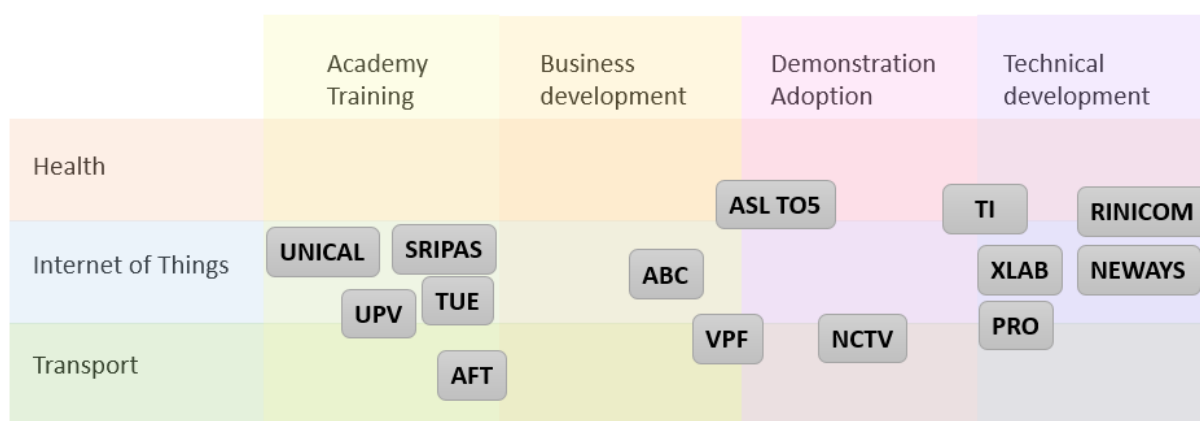 Academy
Training
Business
development
Demonstration
Adoption
Technical
development
Health
ASL TO5
TI
RINICOM
Internet of Things
UNICAL
SRIPAS
ABC
XLAB
NEWAYS
UPV
TUE
PRO
Transport
VPF
NCTV
AFT